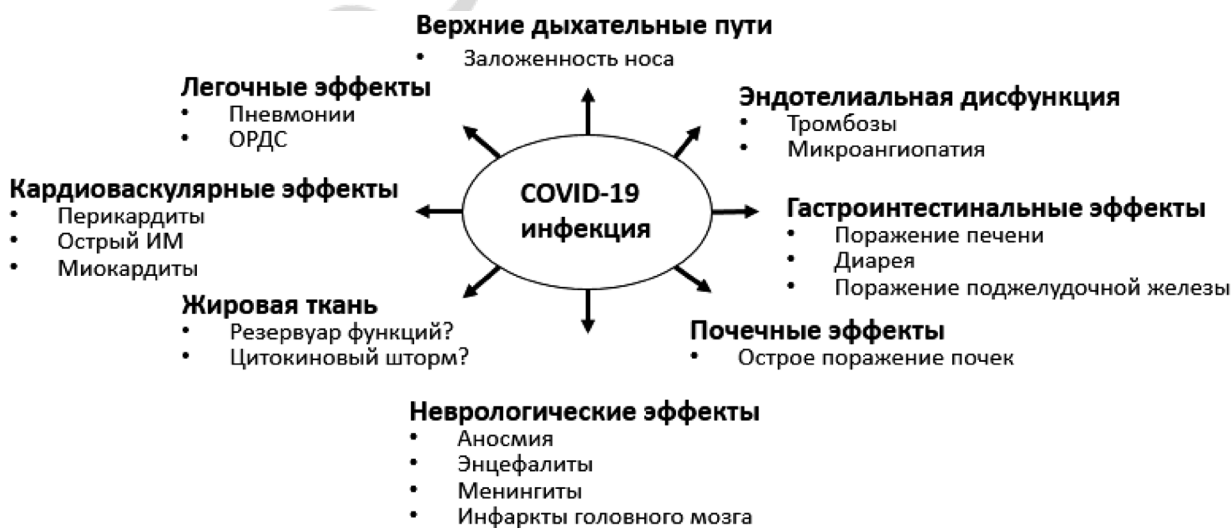 Верхние дыхательные пути
• Заложенность носа
Легочные эффекты
• Пневмонии
• ОРДС
Эндотелиальная дисфункция
• Тромбозы
• Микроангиопатия
Кардиоваскулярные эффекты
• Перикардиты
• Острый ИМ
• Миокардиты
COVID-19
инфекция
Гастроинтестинальные эффекты
• Поражение печени
• Диарея
• Поражение поджелудочной железы
Жировая ткань
• Резервуар функций?
• Цитокиновый шторм?
Почечные эффекты
• Острое поражение почек
Неврологические эффекты
• Аносмия
• Энцефалиты
• Менингиты
• Инфаркты головного мозга